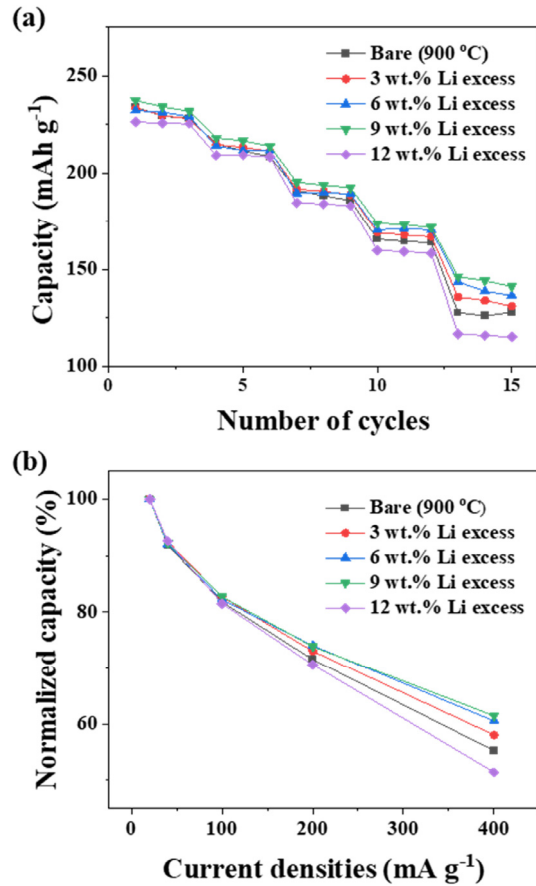 (a)
Bare (900 °C)
3 wt.% Li excess
6 wt.% Li excess
9 wt.% Li excess
12 wt.% Li excess
250
200
150
100
Capacity (mAh g⁻¹)
0
5
10
15
Number of cycles
(b)
Bare (900 °C)
3 wt.% Li excess
6 wt.% Li excess
9 wt.% Li excess
12 wt.% Li excess
100
80
60
Normalized capacity (%)
0
100
200
300
400
Current densities (mA g⁻¹)